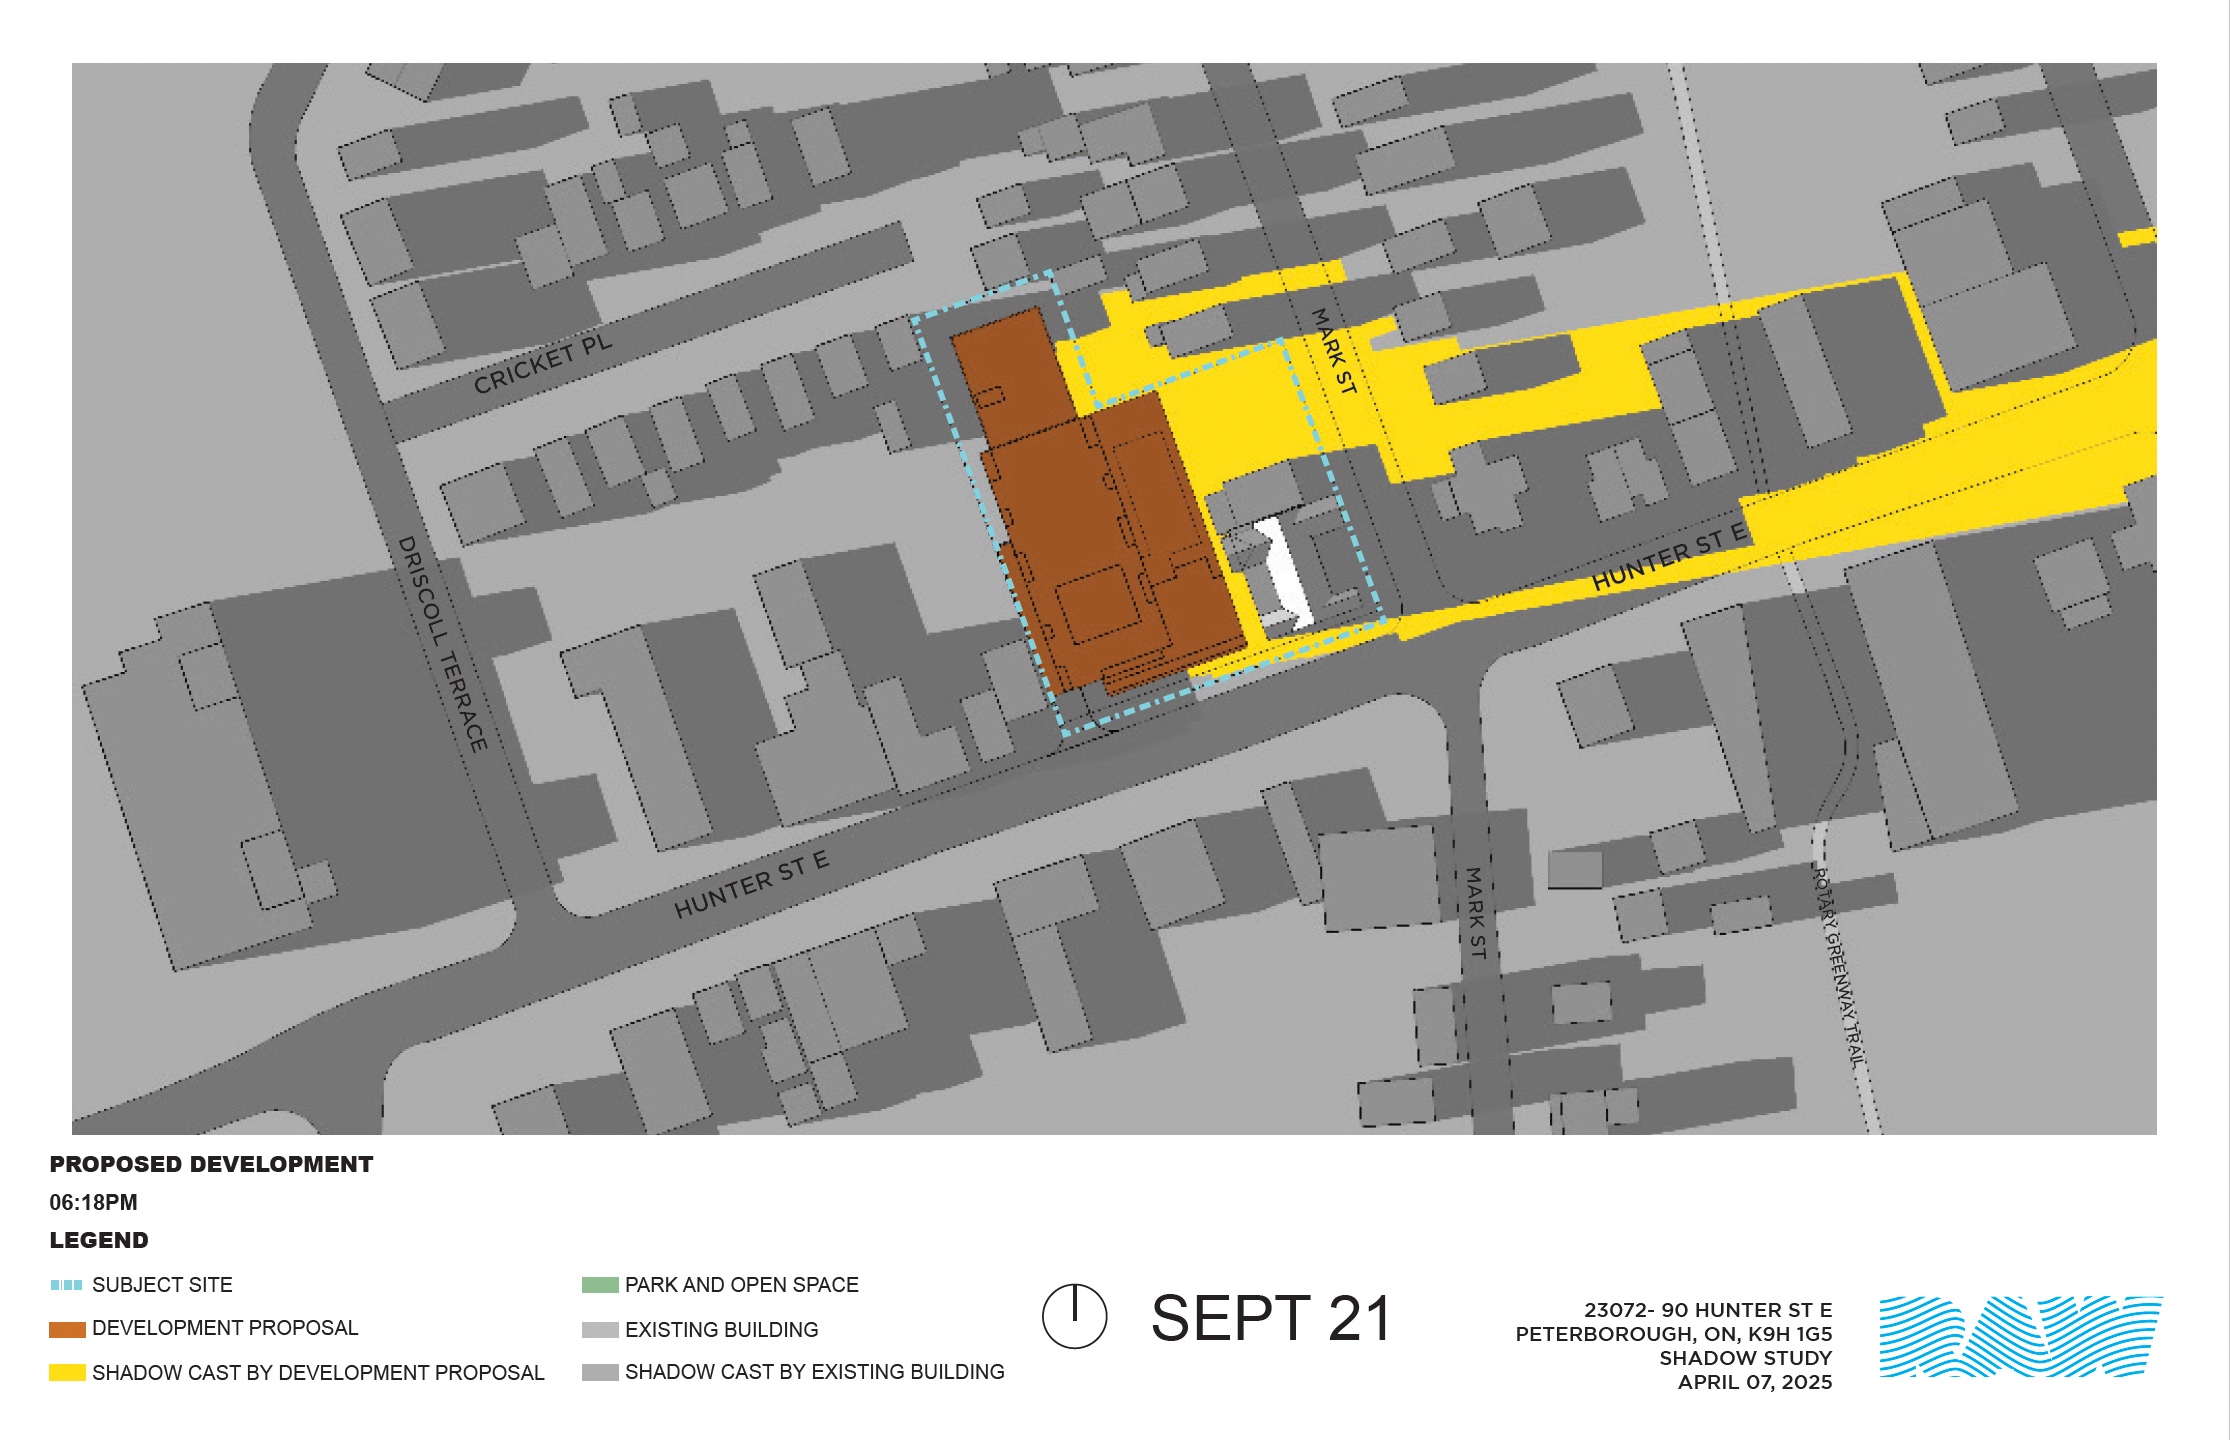 MARK ST
CRICKET PL
DRISCOLL TERRACE
HUNTER ST E
HUNTER ST E
MARK ST
ROTARY GREENWAY TRAIL
PROPOSED DEVELOPMENT
06:18PM
LEGEND
SUBJECT SITE
DEVELOPMENT PROPOSAL
SHADOW CAST BY DEVELOPMENT PROPOSAL
PARK AND OPEN SPACE
EXISTING BUILDING
SHADOW CAST BY EXISTING BUILDING
SEPT 21
23072- 90 HUNTER ST E
PETERBOROUGH, ON, K9H 1G5
SHADOW STUDY
APRIL 07, 2025